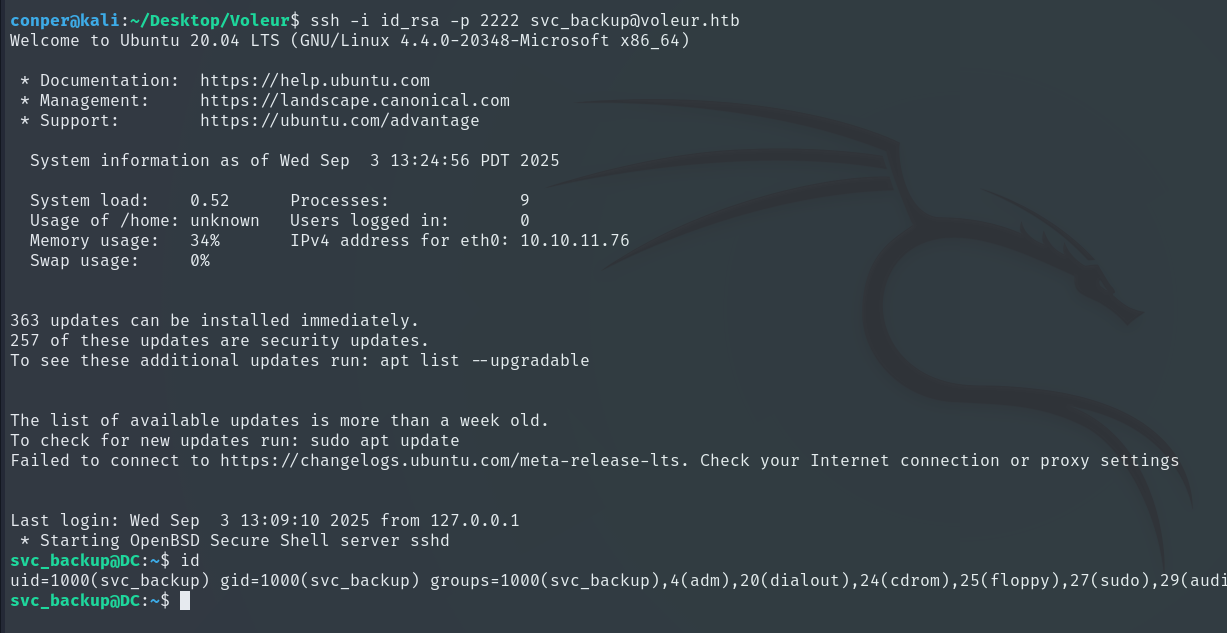 conper@kali:~/Desktop/Voleur$ ssh -i id_rsa -p 2222 svc_backup@voleur.htb
Welcome to Ubuntu 20.04 LTS (GNU/Linux 4.4.0-20348-Microsoft x86_64)
* Documentation:  https://help.ubuntu.com
* Management:     https://landscape.canonical.com
* Support:        https://ubuntu.com/advantage
System information as of Wed Sep  3 13:24:56 PDT 2025
System load:    0.52      Processes:             9
Usage of /home: unknown   Users logged in:       0
Memory usage:   34%       IPv4 address for eth0: 10.10.11.76
Swap usage:     0%
363 updates can be installed immediately.
257 of these updates are security updates.
To see these additional updates run: apt list --upgradable
The list of available updates is more than a week old.
To check for new updates run: sudo apt update
Failed to connect to https://changelogs.ubuntu.com/meta-release-lts. Check your Internet connection or proxy settings
Last login: Wed Sep  3 13:09:10 2025 from 127.0.0.1
* Starting OpenBSD Secure Shell server sshd
svc_backup@DC:~$ id
uid=1000(svc_backup) gid=1000(svc_backup) groups=1000(svc_backup),4(adm),20(dialout),24(cdrom),25(floppy),27(sudo),29(audi
svc_backup@DC:~$